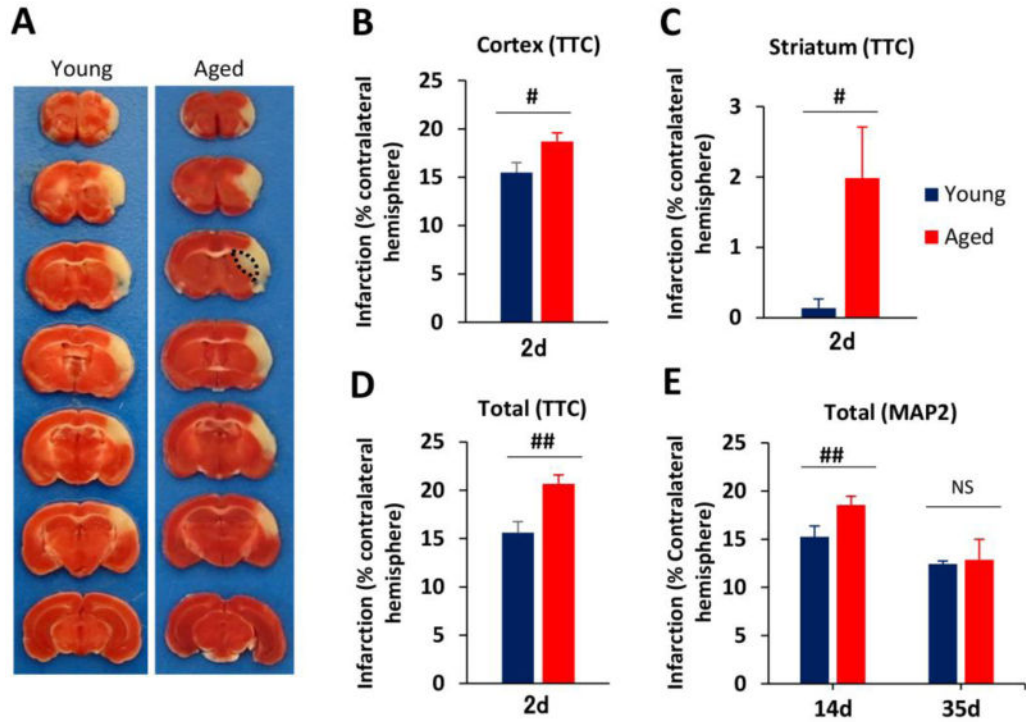 A
Young
Aged
B
Cortex (TTC)
Infarction (% contralateral
hemisphere)
25
20
15
10
5
0
#
2d
C
Striatum (TTC)
Infarction (% contralateral
hemisphere)
3
2
1
0
#
2d
Young
Aged
D
Total (TTC)
Infarction (% contralateral
hemisphere)
25
20
15
10
5
0
##
2d
E
Total (MAP2)
Infarction (% Contralateral
hemisphere)
25
20
15
10
5
0
##
NS
14d
35d